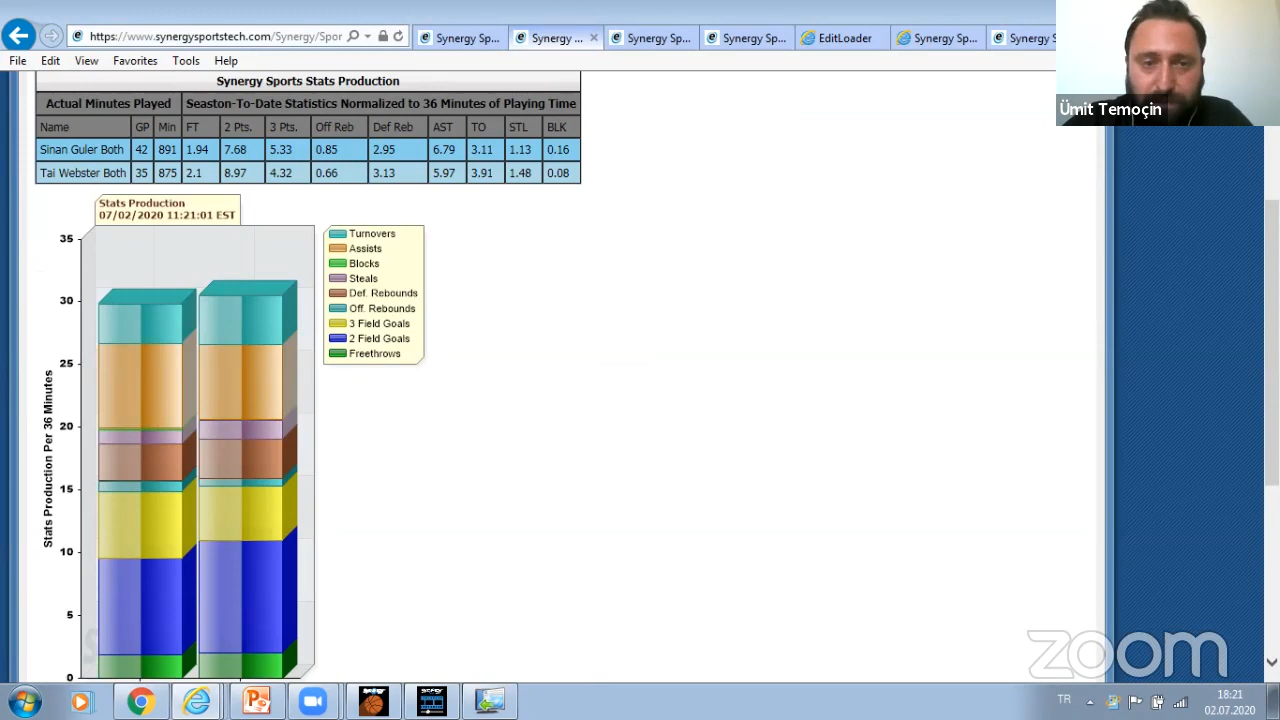 https://www.synergysportstech.com/Synergy/Spor
Synergy Sp...
Synergy ...
Synergy Sp...
Synergy Sp...
EditLoader
Synergy Sp...
Synergy S
File Edit View Favorites Tools Help
Ümit Temoçin
Synergy Sports Stats Production
Actual Minutes Played Seaston-To-Date Statistics Normalized to 36 Minutes of Playing Time
Name GP Min FT 2 Pts. 3 Pts. Off Reb Def Reb AST TO STL BLK
Sinan Guler Both 42 891 1.94 7.68 5.33 0.85 2.95 6.79 3.11 1.13 0.16
Tai Webster Both 35 875 2.1 8.97 4.32 0.66 3.13 5.97 3.91 1.48 0.08
Stats Production
07/02/2020 11:21:01 EST
35
30
25
20
15
10
5
0
Stats Production Per 36 Minutes
Turnovers
Assists
Blocks
Steals
Def. Rebounds
Off. Rebounds
3 Field Goals
2 Field Goals
Freethrows
zoom
TR
18:21
02.07.2020